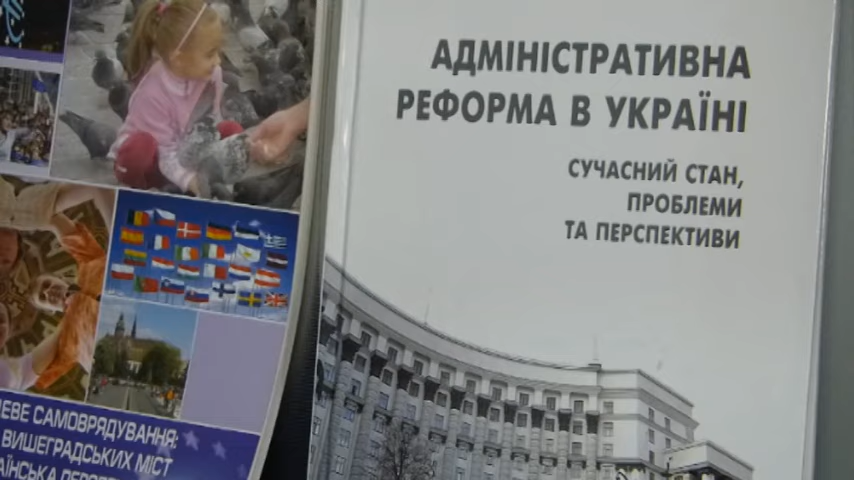 АДМІНІСТРАТИВНА
РЕФОРМА В УКРАЇНІ
СУЧАСНИЙ СТАН,
ПРОБЛЕМИ
ТА ПЕРСПЕКТИВИ
САМОВРЯДУВАННЯ:
ВИШЕГРАДСЬКИХ МІСТ